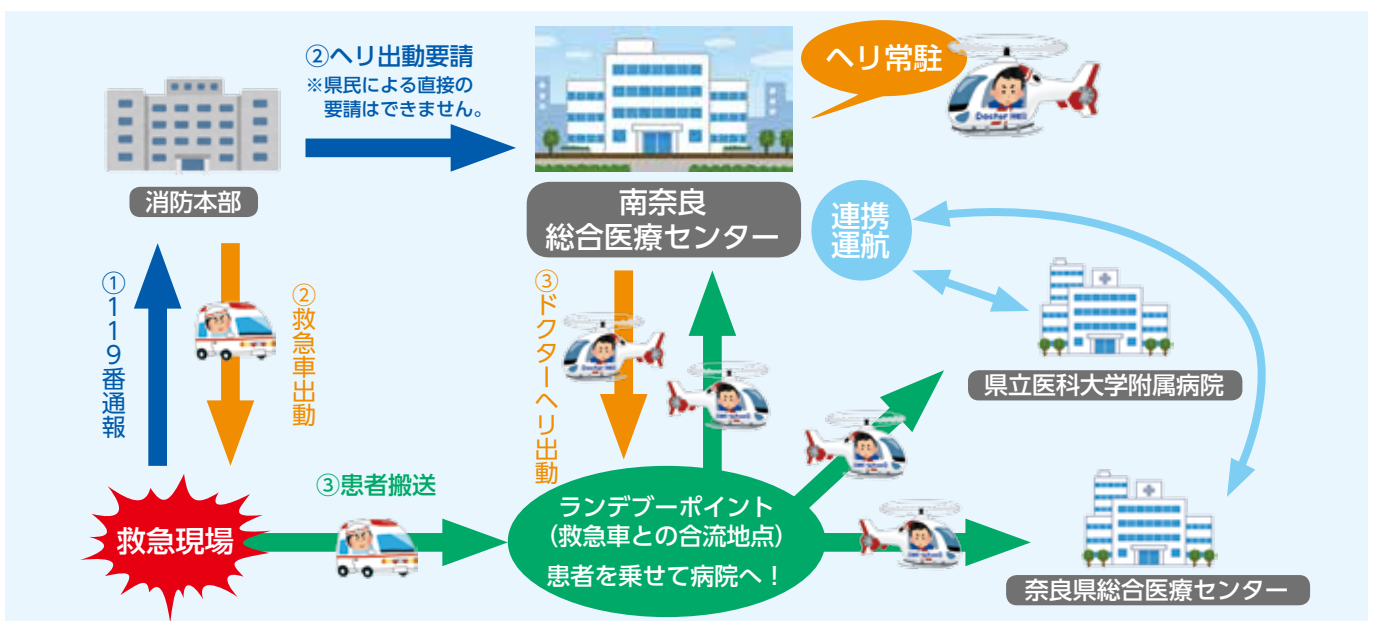 ②ヘリ出動要請
※県民による直接の
要請はできません。
ヘリ常駐
Doctor Heli
消防本部
南奈良
総合医療センター
連携
運航
①119番通報
②救急車出動
③ドクターヘリ出動
県立医科大学附属病院
③患者搬送
救急現場
ランデブーポイント
(救急車との合流地点)
患者を乗せて病院へ！
奈良県総合医療センター